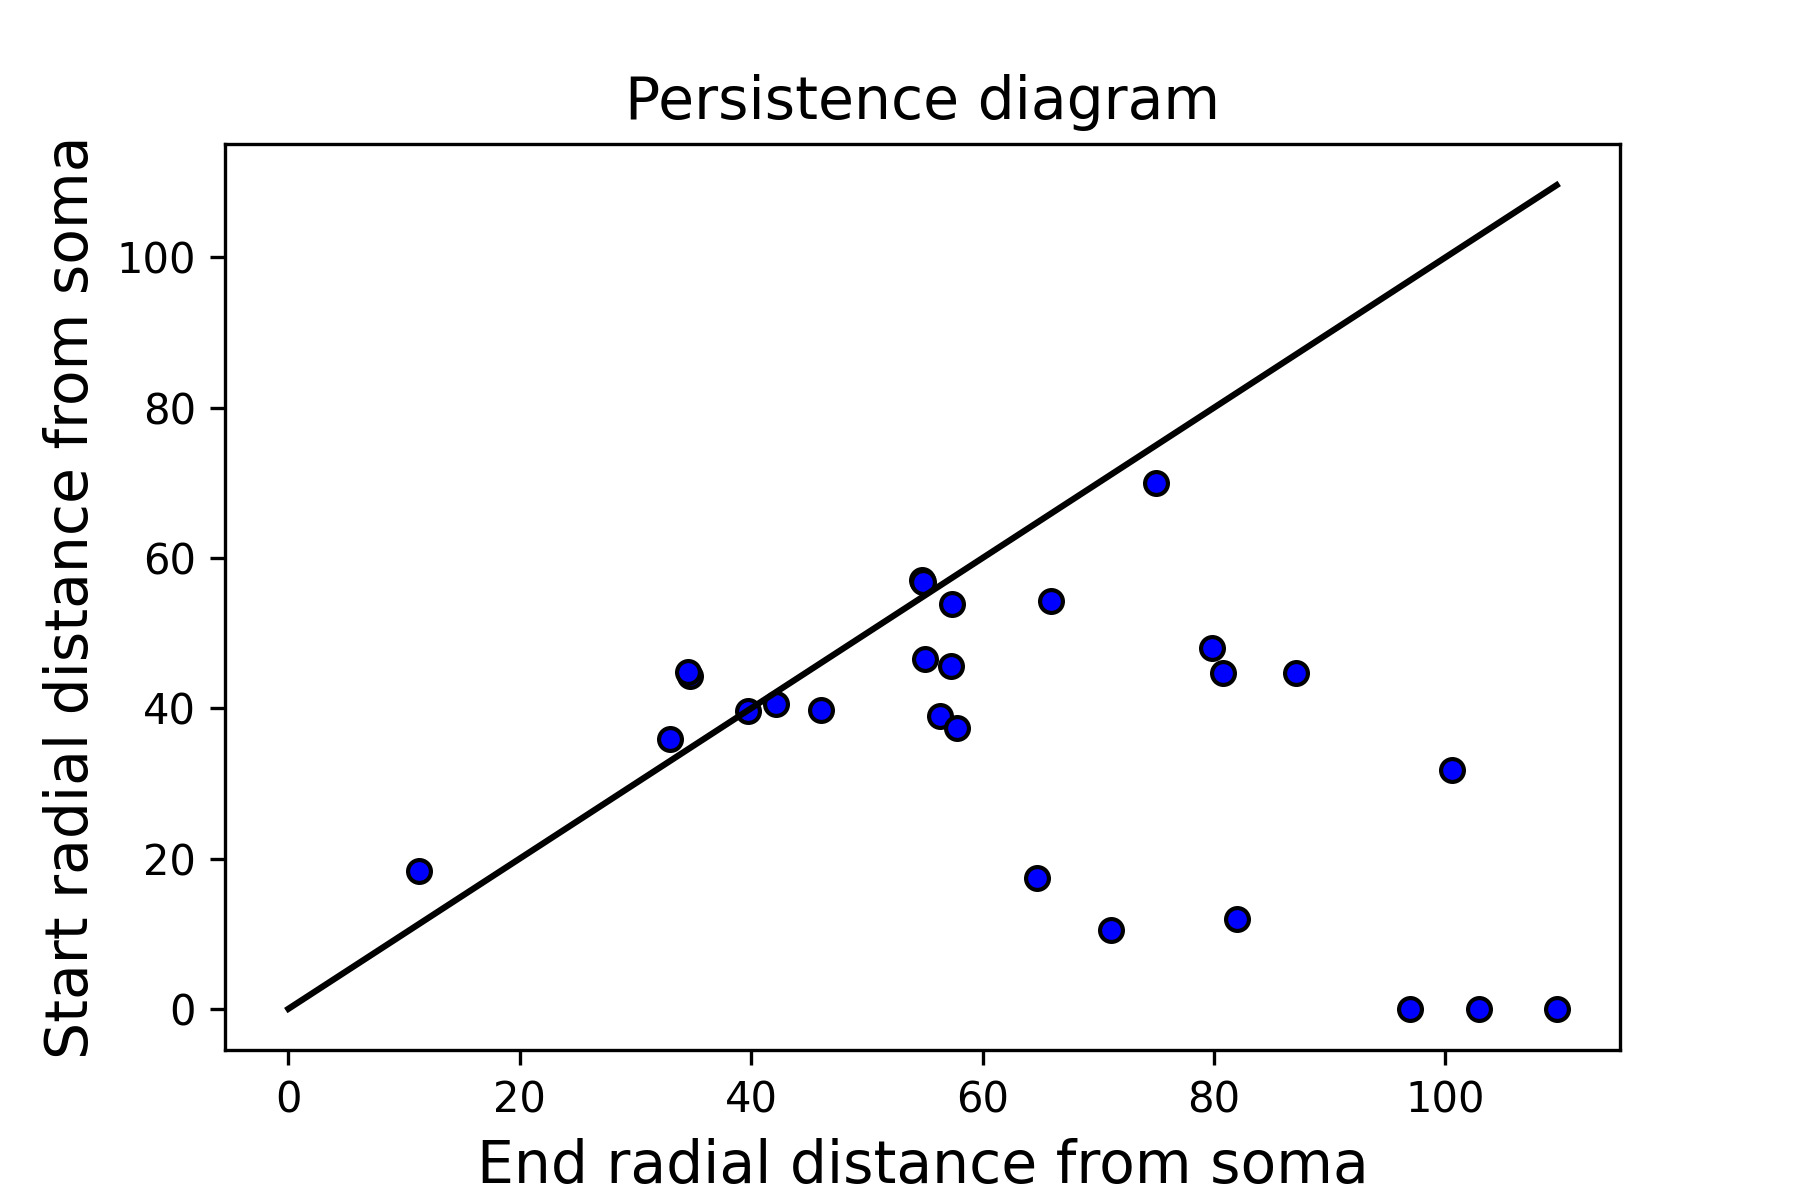 Persistence diagram
Start radial distance from soma
100
80
60
40
20
0
0 20 40 60 80 100
End radial distance from soma